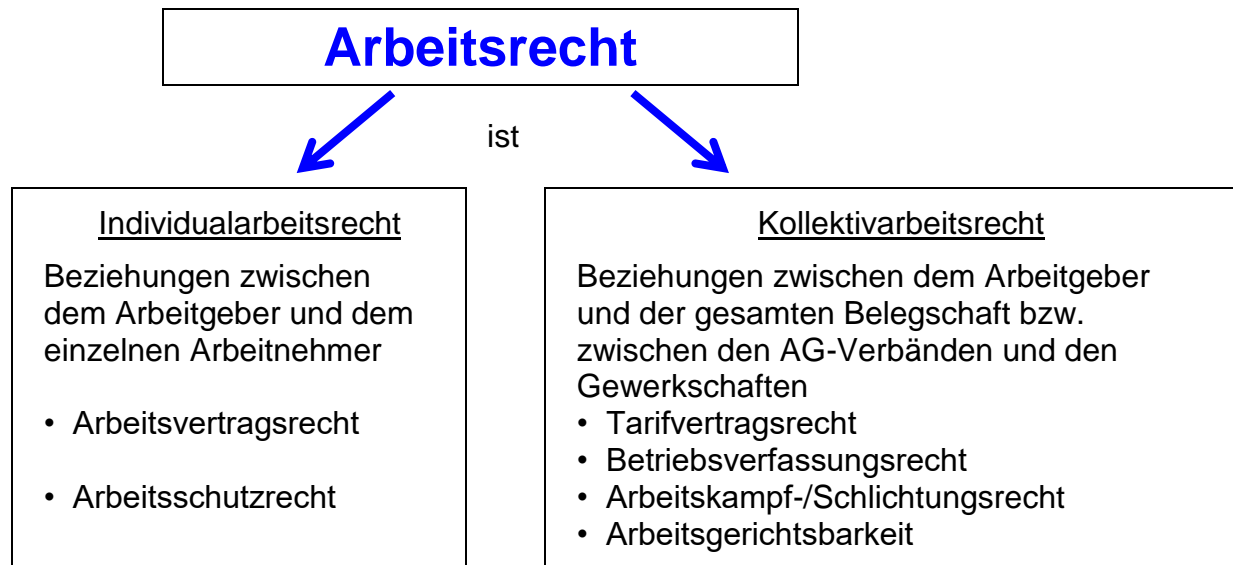 Arbeitsrecht
ist
Individualarbeitsrecht
Beziehungen zwischen
dem Arbeitgeber und dem
einzelnen Arbeitnehmer
• Arbeitsvertragsrecht
• Arbeitsschutzrecht
Kollektivarbeitsrecht
Beziehungen zwischen dem Arbeitgeber
und der gesamten Belegschaft bzw.
zwischen den AG-Verbänden und den
Gewerkschaften
• Tarifvertragsrecht
• Betriebsverfassungsrecht
• Arbeitskampf-/Schlichtungsrecht
• Arbeitsgerichtsbarkeit